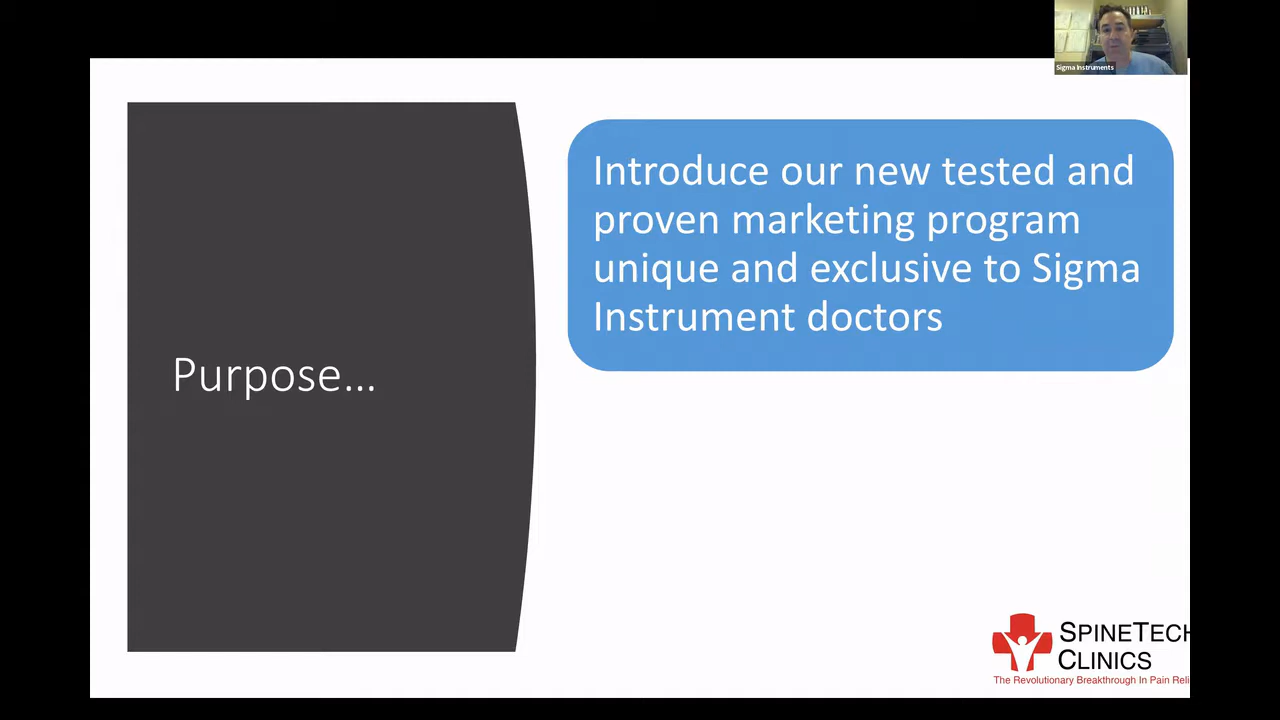 Sigma Instruments
Introduce our new tested and
proven marketing program
unique and exclusive to Sigma
Instrument doctors
Purpose...
SPINETECH
CLINICS
The Revolutionary Breakthrough In Pain Reli